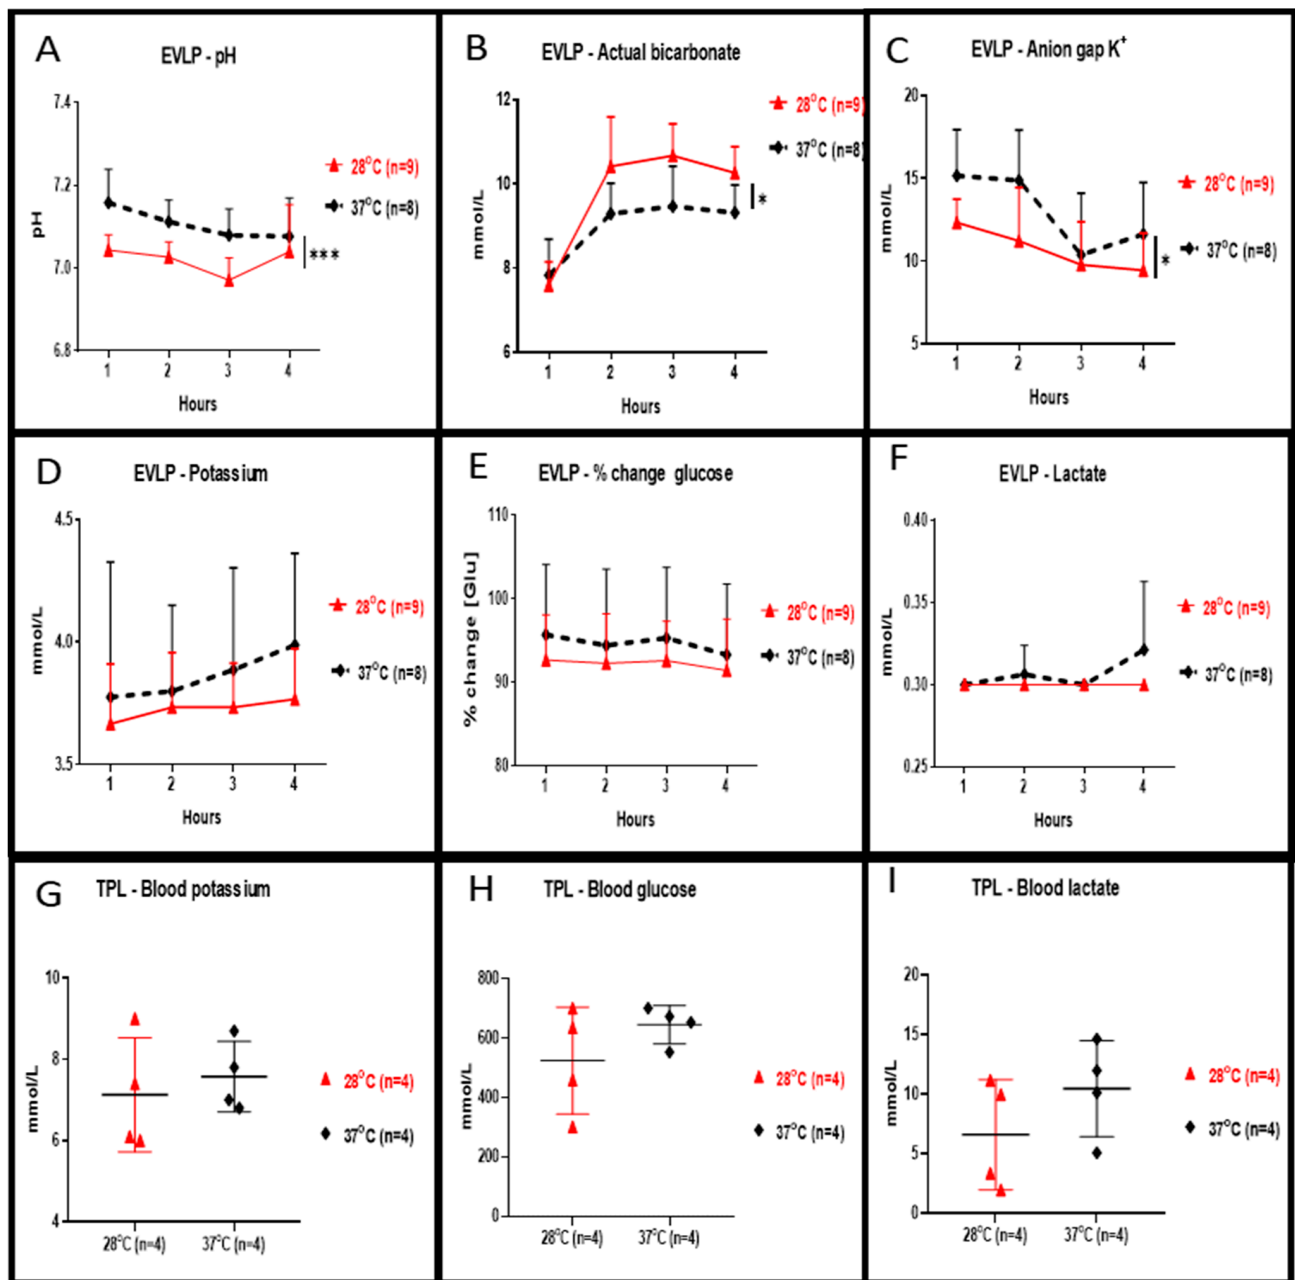 A
EVLP - pH
7.4
7.2
7.0
6.8
pH
1 2 3 4
Hours
28°C (n=9)
37°C (n=8)
***
B
EVLP - Actual bicarbonate
12
10
8
6
mmol/L
1 2 3 4
Hours
28°C (n=9)
37°C (n=8)
*
C
EVLP - Anion gap K+
20
15
10
5
mmol/L
1 2 3 4
Hours
28°C (n=9)
37°C (n=8)
*
D
EVLP - Potassium
4.5
4.0
3.5
mmol/L
1 2 3 4
Hours
28°C (n=9)
37°C (n=8)
E
EVLP - % change glucose
110
100
90
80
% change [Glu]
1 2 3 4
Hours
28°C (n=9)
37°C (n=8)
F
EVLP - Lactate
0.40
0.35
0.30
0.25
mmol/L
1 2 3 4
Hours
28°C (n=9)
37°C (n=8)
G
TPL - Blood potassium
10
8
6
4
mmol/L
28°C (n=4) 37°C (n=4)
28°C (n=4)
37°C (n=4)
H
TPL - Blood glucose
800
600
400
200
0
mmol/L
28°C (n=4) 37°C (n=4)
28°C (n=4)
37°C (n=4)
I
TPL - Blood lactate
20
15
10
5
0
mmol/L
28°C (n=4) 37°C (n=4)
28°C (n=4)
37°C (n=4)